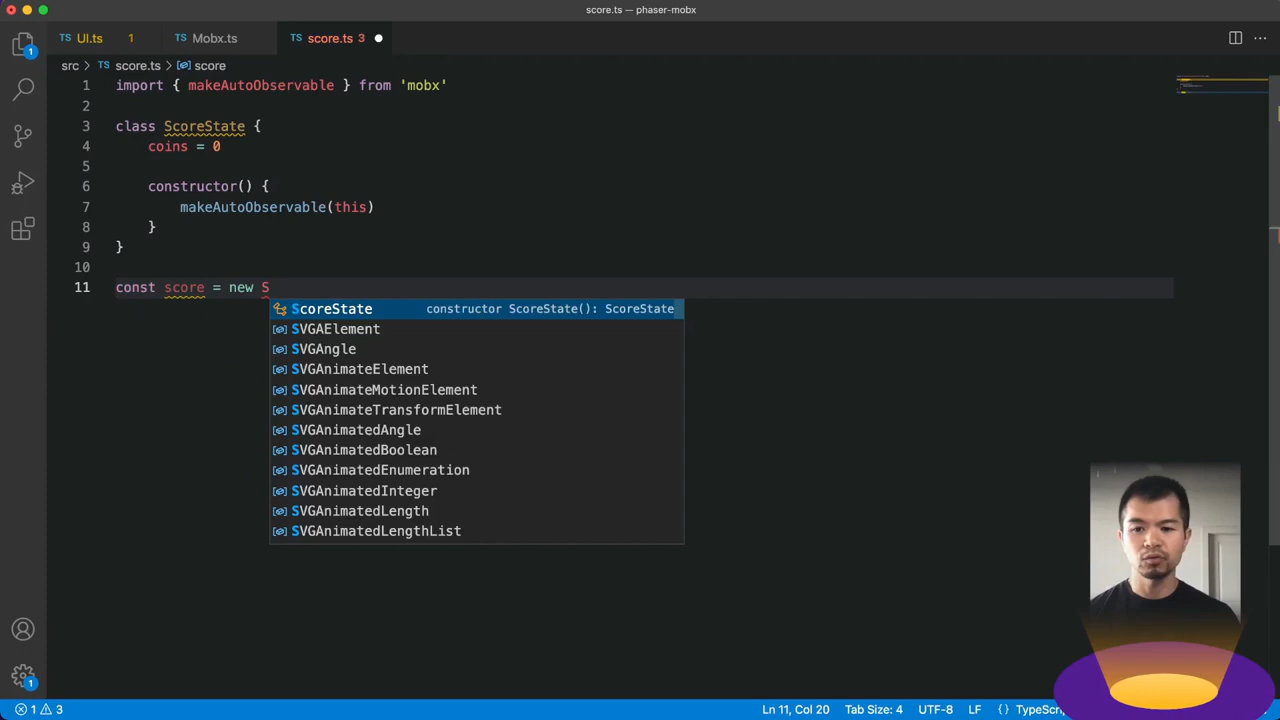 score.ts — phaser-mobx
TS UI.ts 1
TS Mobx.ts
TS score.ts 3
src TS score.ts score
1 import { makeAutoObservable } from 'mobx'
2
3 class ScoreState {
4 coins = 0
5
6 constructor() {
7 makeAutoObservable(this)
8 }
9 }
10
11 const score = new S
ScoreState constructor ScoreState(): ScoreState
SVGAElement
SVGAngle
SVGAnimateElement
SVGAnimateMotionElement
SVGAnimateTransformElement
SVGAnimatedAngle
SVGAnimatedBoolean
SVGAnimatedEnumeration
SVGAnimatedInteger
SVGAnimatedLength
SVGAnimatedLengthList
1
1
1 3 Ln 11, Col 20 Tab Size: 4 UTF-8 LF {} TypeScri